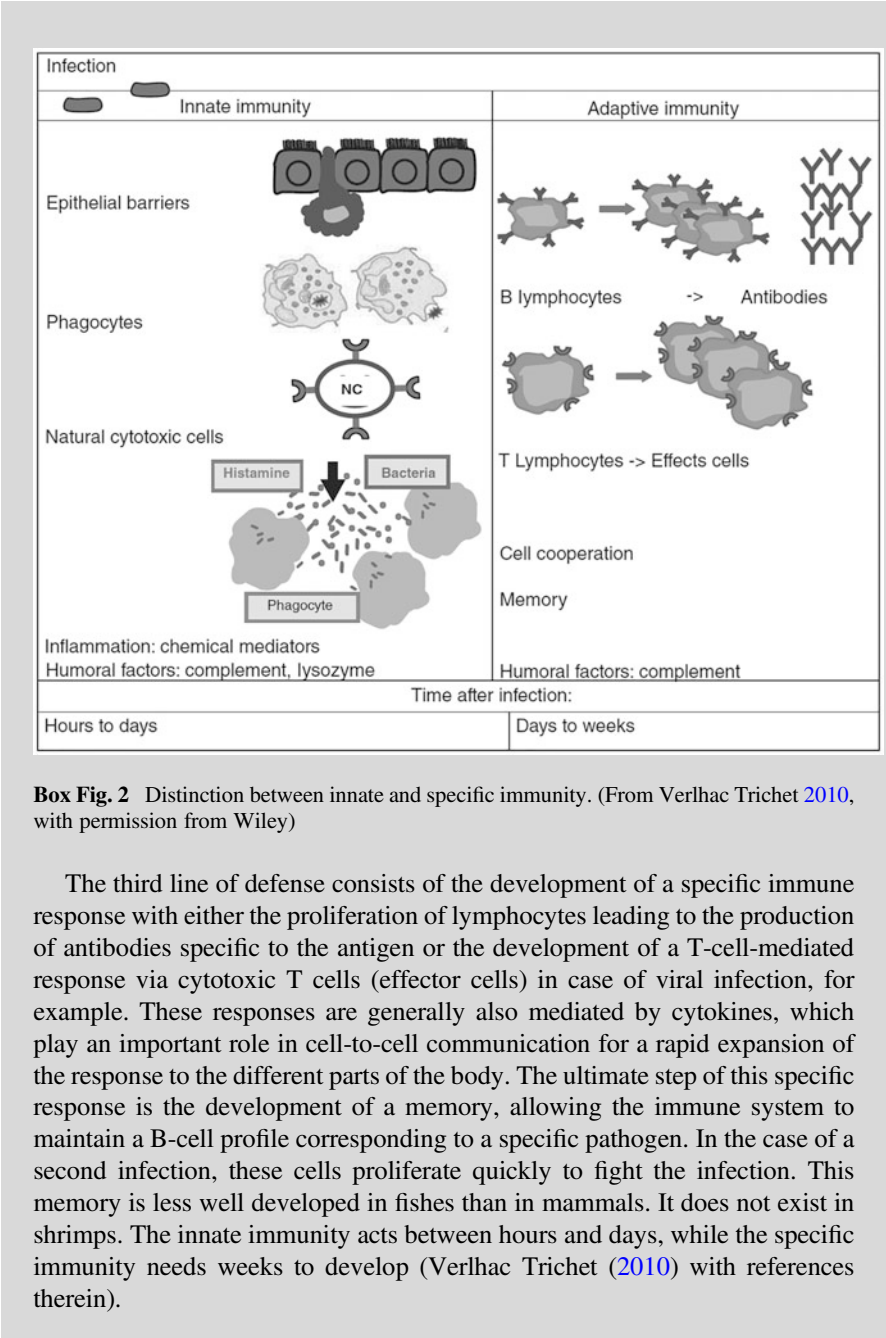 Infection
Innate immunity
Adaptive immunity
Epithelial barriers
Phagocytes
NC
Natural cytotoxic cells
Histamine
Bacteria
Phagocyte
Inflammation: chemical mediators
Humoral factors: complement, lysozyme
B lymphocytes -> Antibodies
T Lymphocytes -> Effects cells
Cell cooperation
Memory
Humoral factors: complement
Time after infection:
Hours to days
Days to weeks
Box Fig. 2 Distinction between innate and specific immunity. (From Verlhac Trichet 2010,
with permission from Wiley)
The third line of defense consists of the development of a specific immune
response with either the proliferation of lymphocytes leading to the production
of antibodies specific to the antigen or the development of a T-cell-mediated
response via cytotoxic T cells (effector cells) in case of viral infection, for
example. These responses are generally also mediated by cytokines, which
play an important role in cell-to-cell communication for a rapid expansion of
the response to the different parts of the body. The ultimate step of this specific
response is the development of a memory, allowing the immune system to
maintain a B-cell profile corresponding to a specific pathogen. In the case of a
second infection, these cells proliferate quickly to fight the infection. This
memory is less well developed in fishes than in mammals. It does not exist in
shrimps. The innate immunity acts between hours and days, while the specific
immunity needs weeks to develop (Verlhac Trichet (2010) with references
therein).